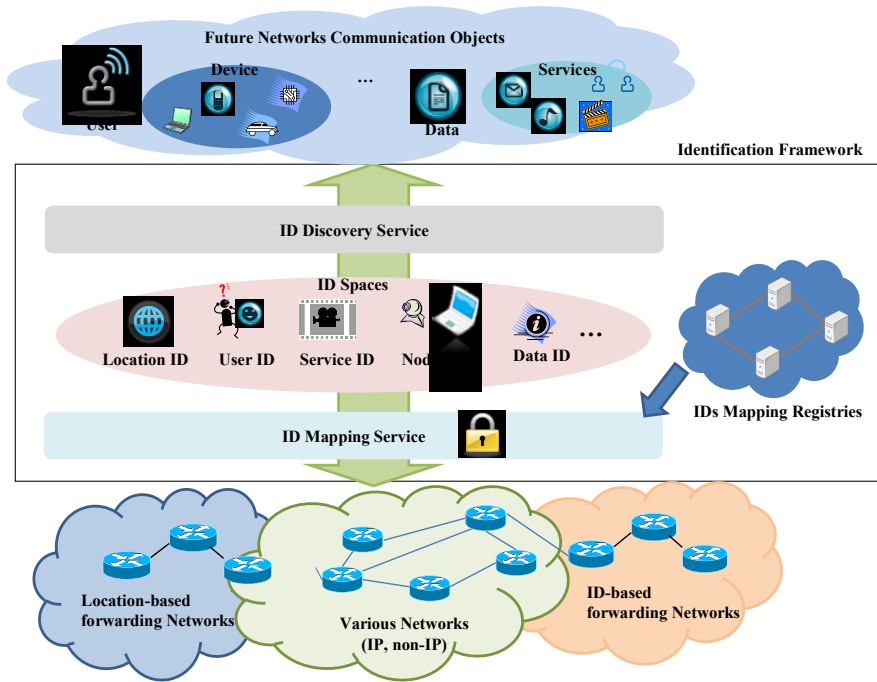 Future Networks Communication Objects
Device
...
Services
User
Data
Identification Framework
ID Discovery Service
ID Spaces
?
i
...
Location ID
User ID
Service ID
Data ID
IDs Mapping Registries
ID Mapping Service
Location-based
forwarding Networks
Various Networks
(IP, non-IP)
ID-based
forwarding Networks